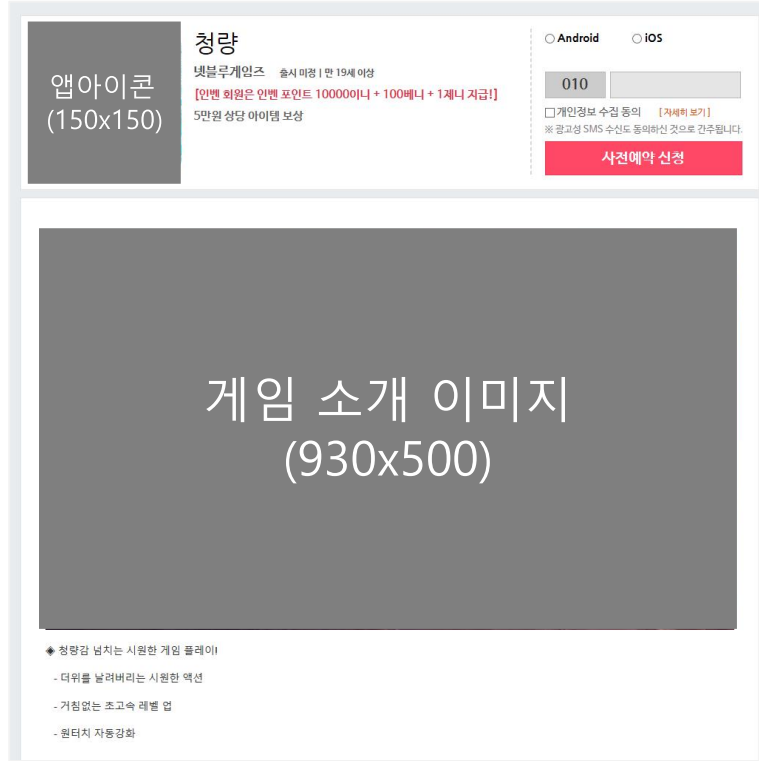 앱아이콘
(150x150)
청량
넷블루게임즈 출시 미정 | 만 19세 이상
[인벤 회원은 인벤 포인트 10000이니 + 100베니 + 1제니 지급!]
5만원 상당 아이템 보상
Android iOS
010
개인정보 수집 동의 [ 자세히 보기 ]
※ 광고성 SMS 수신도 동의하신 것으로 간주됩니다.
사전예약 신청
게임 소개 이미지
(930x500)
◈ 청량감 넘치는 시원한 게임 플레이!
- 더위를 날려버리는 시원한 액션
- 거침없는 초고속 레벨 업
- 원터치 자동강화